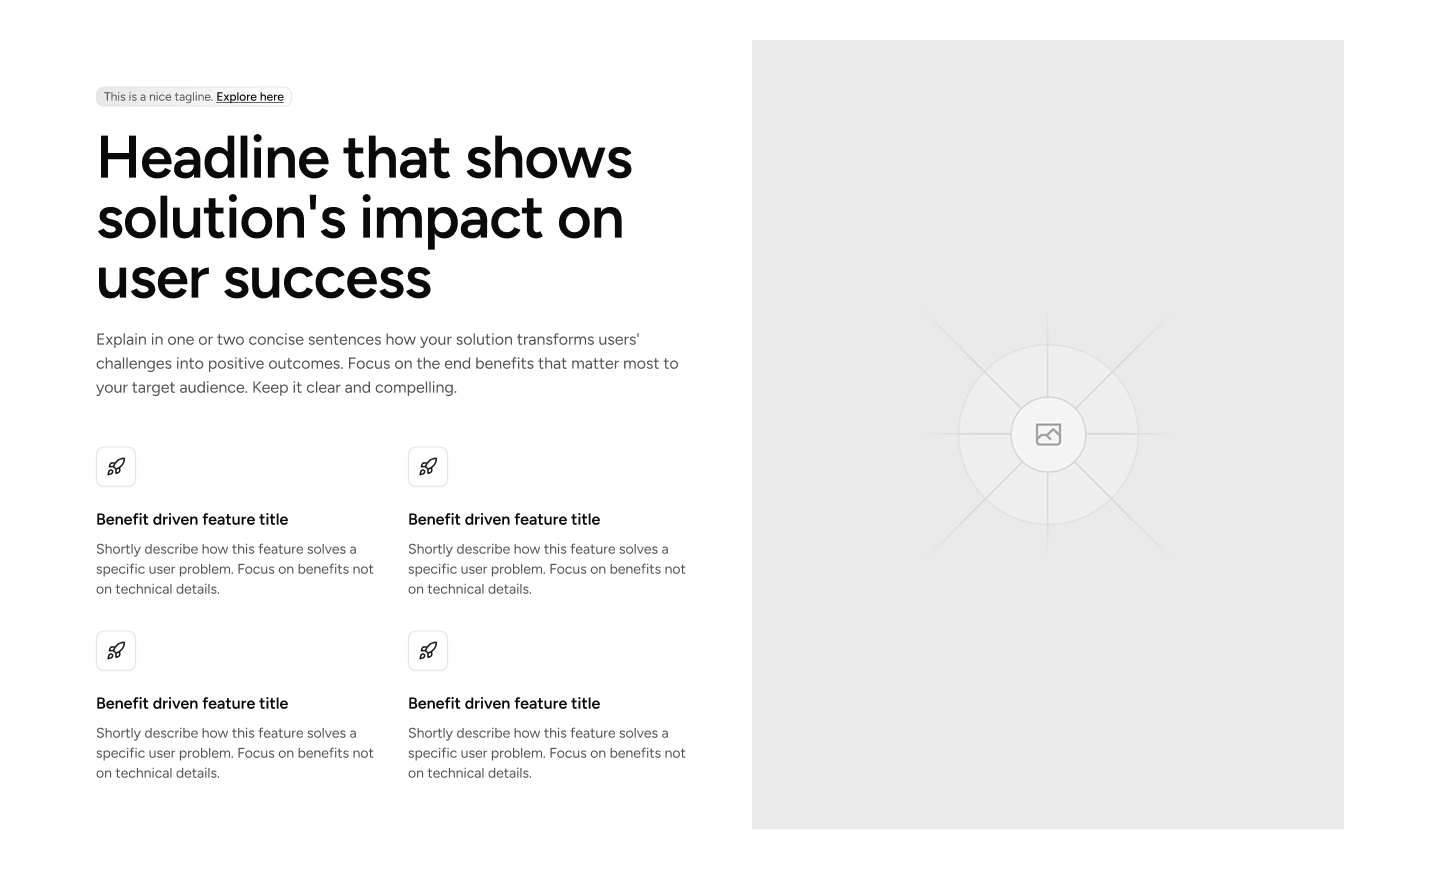 This is a nice tagline. Explore here
Headline that shows
solution's impact on
user success
Explain in one or two concise sentences how your solution transforms users'
challenges into positive outcomes. Focus on the end benefits that matter most to
your target audience. Keep it clear and compelling.
Benefit driven feature title
Shortly describe how this feature solves a
specific user problem. Focus on benefits not
on technical details.
Benefit driven feature title
Shortly describe how this feature solves a
specific user problem. Focus on benefits not
on technical details.
Benefit driven feature title
Shortly describe how this feature solves a
specific user problem. Focus on benefits not
on technical details.
Benefit driven feature title
Shortly describe how this feature solves a
specific user problem. Focus on benefits not
on technical details.